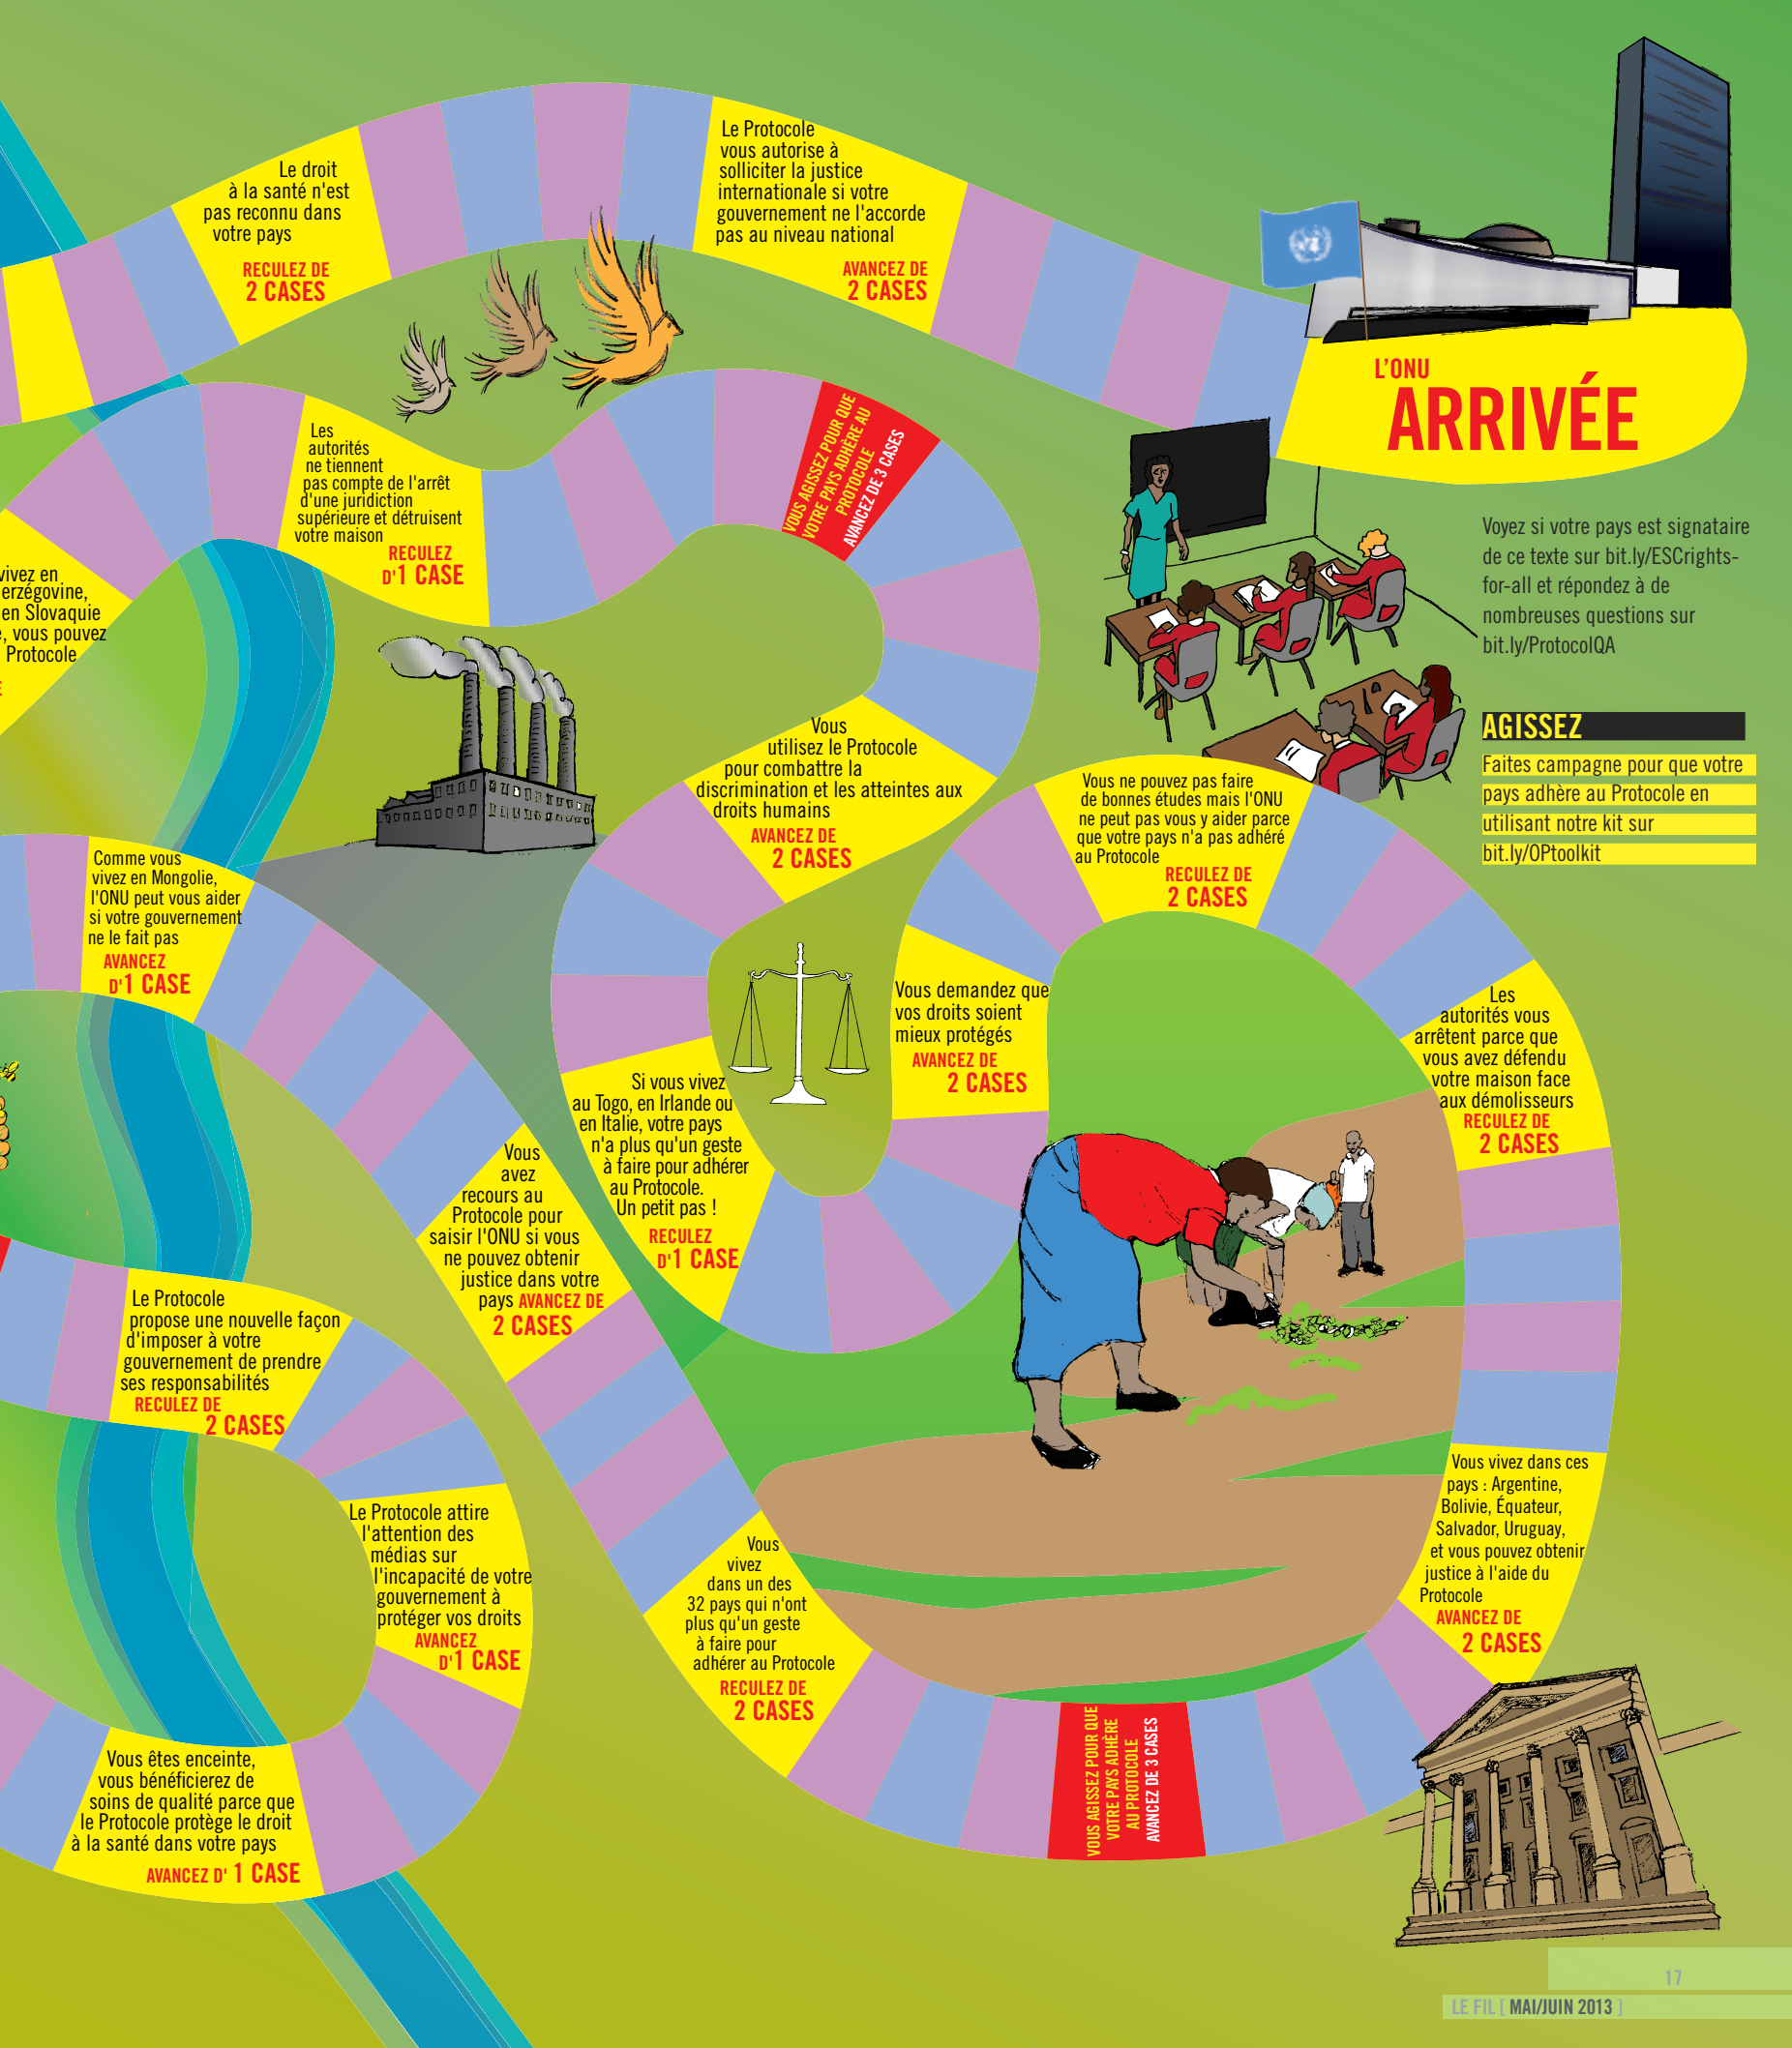 Le droit
à la santé n'est
pas reconnu dans
votre pays
RECULEZ DE
2 CASES
Le Protocole
vous autorise à
solliciter la justice
internationale si votre
gouvernement ne l'accorde
pas au niveau national
AVANCEZ DE
2 CASES
L'ONU
ARRIVÉE
Les
autorités
ne tiennent
pas compte de l'arrêt
d'une juridiction
supérieure et détruisent
votre maison
RECULEZ
D'1 CASE
VOUS AGISSEZ POUR QUE
VOTRE PAYS ADHÈRE AU
PROTOCOLE
AVANCEZ DE 3 CASES
vivez en
erzégovine,
en Slovaquie
, vous pouvez
Protocole
Voyez si votre pays est signataire
de ce texte sur bit.ly/ESCrights-
for-all et répondez à de
nombreuses questions sur
bit.ly/ProtocolQA
AGISSEZ
Faites campagne pour que votre
pays adhère au Protocole en
utilisant notre kit sur
bit.ly/OPtoolkit
Vous
utilisez le Protocole
pour combattre la
discrimination et les atteintes aux
droits humains
AVANCEZ DE
2 CASES
Vous ne pouvez pas faire
de bonnes études mais l'ONU
ne peut pas vous y aider parce
que votre pays n'a pas adhéré
au Protocole
RECULEZ DE
2 CASES
Comme vous
vivez en Mongolie,
l'ONU peut vous aider
si votre gouvernement
ne le fait pas
AVANCEZ
D'1 CASE
Vous demandez que
vos droits soient
mieux protégés
AVANCEZ DE
2 CASES
Les
autorités vous
arrêtent parce que
vous avez défendu
votre maison face
aux démolisseurs
RECULEZ DE
2 CASES
Si vous vivez
au Togo, en Irlande ou
en Italie, votre pays
n'a plus qu'un geste
à faire pour adhérer
au Protocole.
Un petit pas !
RECULEZ
D'1 CASE
Vous
avez
recours au
Protocole pour
saisir l'ONU si vous
ne pouvez obtenir
justice dans votre
pays AVANCEZ DE
2 CASES
Le Protocole
propose une nouvelle façon
d'imposer à votre
gouvernement de prendre
ses responsabilités
RECULEZ DE
2 CASES
Le Protocole attire
l'attention des
médias sur
l'incapacité de votre
gouvernement à
protéger vos droits
AVANCEZ
D'1 CASE
Vous
vivez
dans un des
32 pays qui n'ont
plus qu'un geste
à faire pour
adhérer au Protocole
RECULEZ DE
2 CASES
Vous vivez dans ces
pays : Argentine,
Bolivie, Équateur,
Salvador, Uruguay,
et vous pouvez obtenir
justice à l'aide du
Protocole
AVANCEZ DE
2 CASES
VOUS AGISSEZ POUR QUE
VOTRE PAYS ADHÈRE
AU PROTOCOLE
AVANCEZ DE 3 CASES
Vous êtes enceinte,
vous bénéficierez de
soins de qualité parce que
le Protocole protège le droit
à la santé dans votre pays
AVANCEZ D' 1 CASE
17
LE FIL [ MAI/JUIN 2013 ]